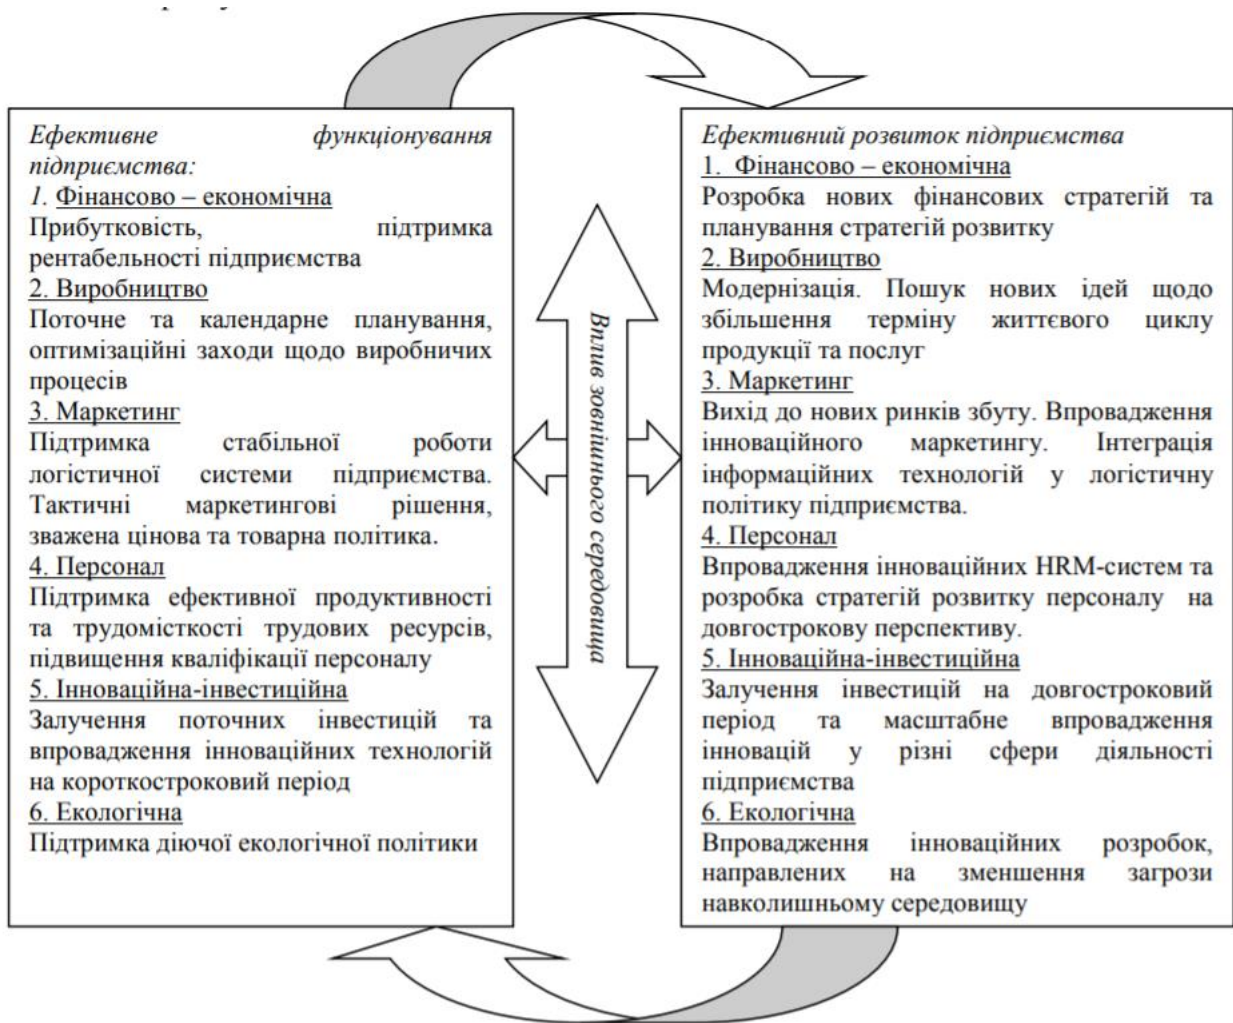 Ефективне функціонування
підприємства:
1. Фінансово – економічна
Прибутковість, підтримка
рентабельності підприємства
2. Виробництво
Поточне та календарне планування,
оптимізаційні заходи щодо виробничих
процесів
3. Маркетинг
Підтримка стабільної роботи
логістичної системи підприємства.
Тактичні маркетингові рішення,
зважена цінова та товарна політика.
4. Персонал
Підтримка ефективної продуктивності
та трудомісткості трудових ресурсів,
підвищення кваліфікації персоналу
5. Інноваційна-інвестиційна
Залучення поточних інвестицій та
впровадження інноваційних технологій
на короткостроковий період
6. Екологічна
Підтримка діючої екологічної політики
Вплив зовнішнього середовища
Ефективний розвиток підприємства
1. Фінансово – економічна
Розробка нових фінансових стратегій та
планування стратегій розвитку
2. Виробництво
Модернізація. Пошук нових ідей щодо
збільшення терміну життєвого циклу
продукції та послуг
3. Маркетинг
Вихід до нових ринків збуту. Впровадження
інноваційного маркетингу. Інтеграція
інформаційних технологій у логістичну
політику підприємства.
4. Персонал
Впровадження інноваційних HRM-систем та
розробка стратегій розвитку персоналу на
довгострокову перспективу.
5. Інноваційна-інвестиційна
Залучення інвестицій на довгостроковий
період та масштабне впровадження
інновацій у різні сфери діяльності
підприємства
6. Екологічна
Впровадження інноваційних розробок,
направлених на зменшення загрози
навколишньому середовищу